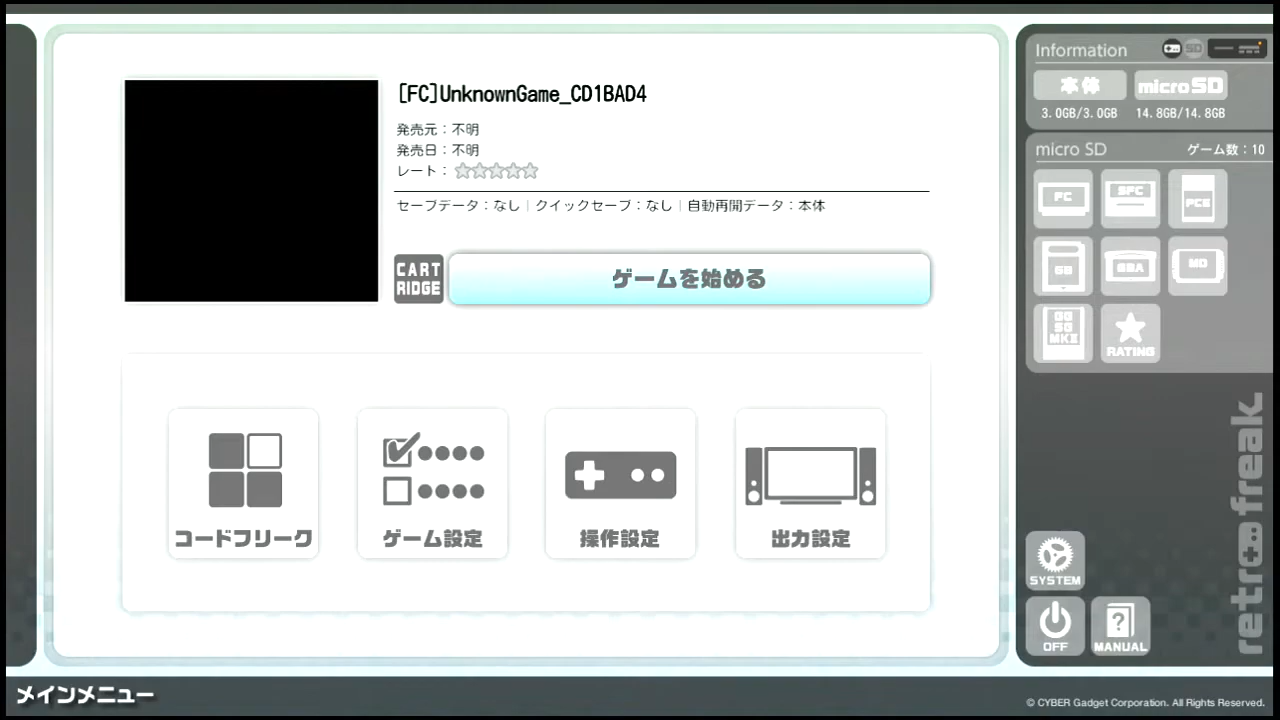 [FC]UnknownGame_CD1BAD4
発売元：不明
発売日：不明
レート：☆☆☆☆☆
セーブデータ：なし｜クイックセーブ：なし｜自動再開データ：本体
CART
RIDGE
ゲームを始める
コードフリーク
ゲーム設定
操作設定
出力設定
Information
SD
本体
microSD
3.0GB/3.0GB
14.8GB/14.8GB
micro SD
ゲーム数：10
FC
SFC
PCE
GB
GBA
MD
GG
SG
MKIII
RATING
SYSTEM
OFF
MANUAL
retrofreak.
メインメニュー
© CYBER Gadget Corporation. All Rights Reserved.